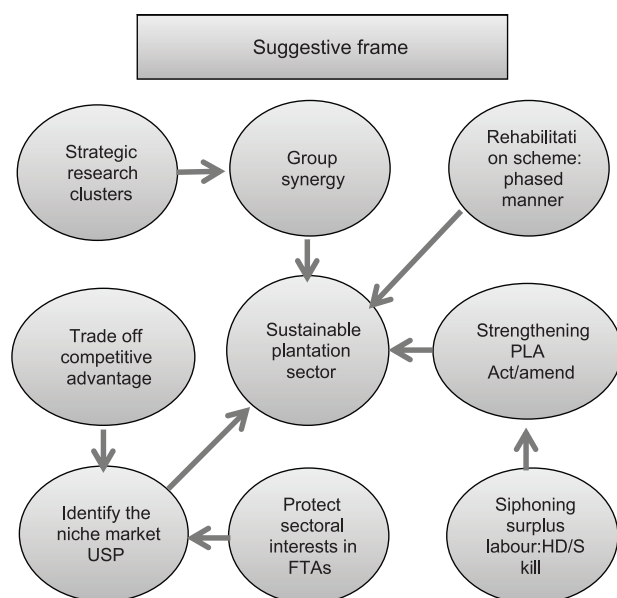 Suggestive frame
Strategic
research
clusters
Group
synergy
Rehabilitati
on scheme:
phased
manner
Trade off
competitive
advantage
Sustainable
plantation
sector
Strengthening
PLA
Act/amend
Identify the
niche market
USP
Protect
sectoral
interests in
FTAs
Siphoning
surplus
labour:HD/S
kill